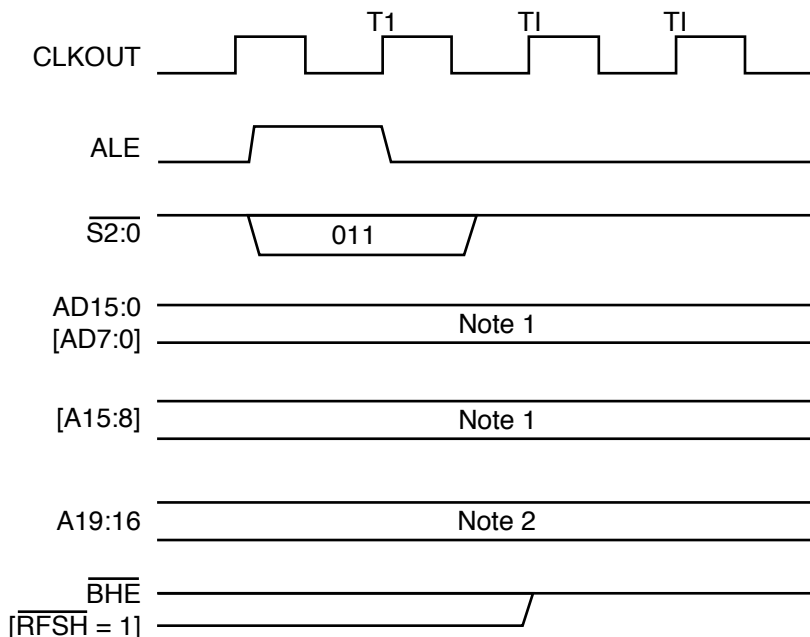 T1 TI TI
CLKOUT
ALE
S2:0
011
AD15:0
[AD7:0]
Note 1
[A15:8]
Note 1
A19:16
Note 2
BHE
[RFSH = 1]